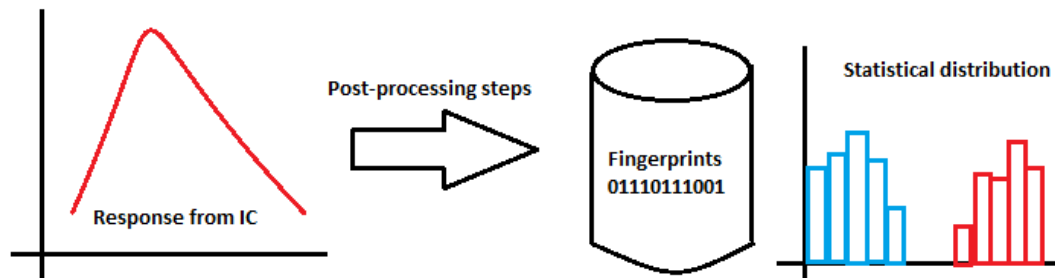 Response from IC
Post-processing steps
Fingerprints
01110111001
Statistical distribution